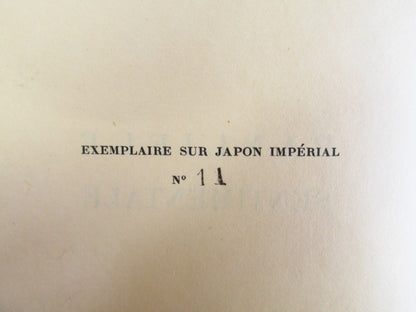 EXEMPLAIRE SUR JAPON IMPÉRIAL
Nº 11